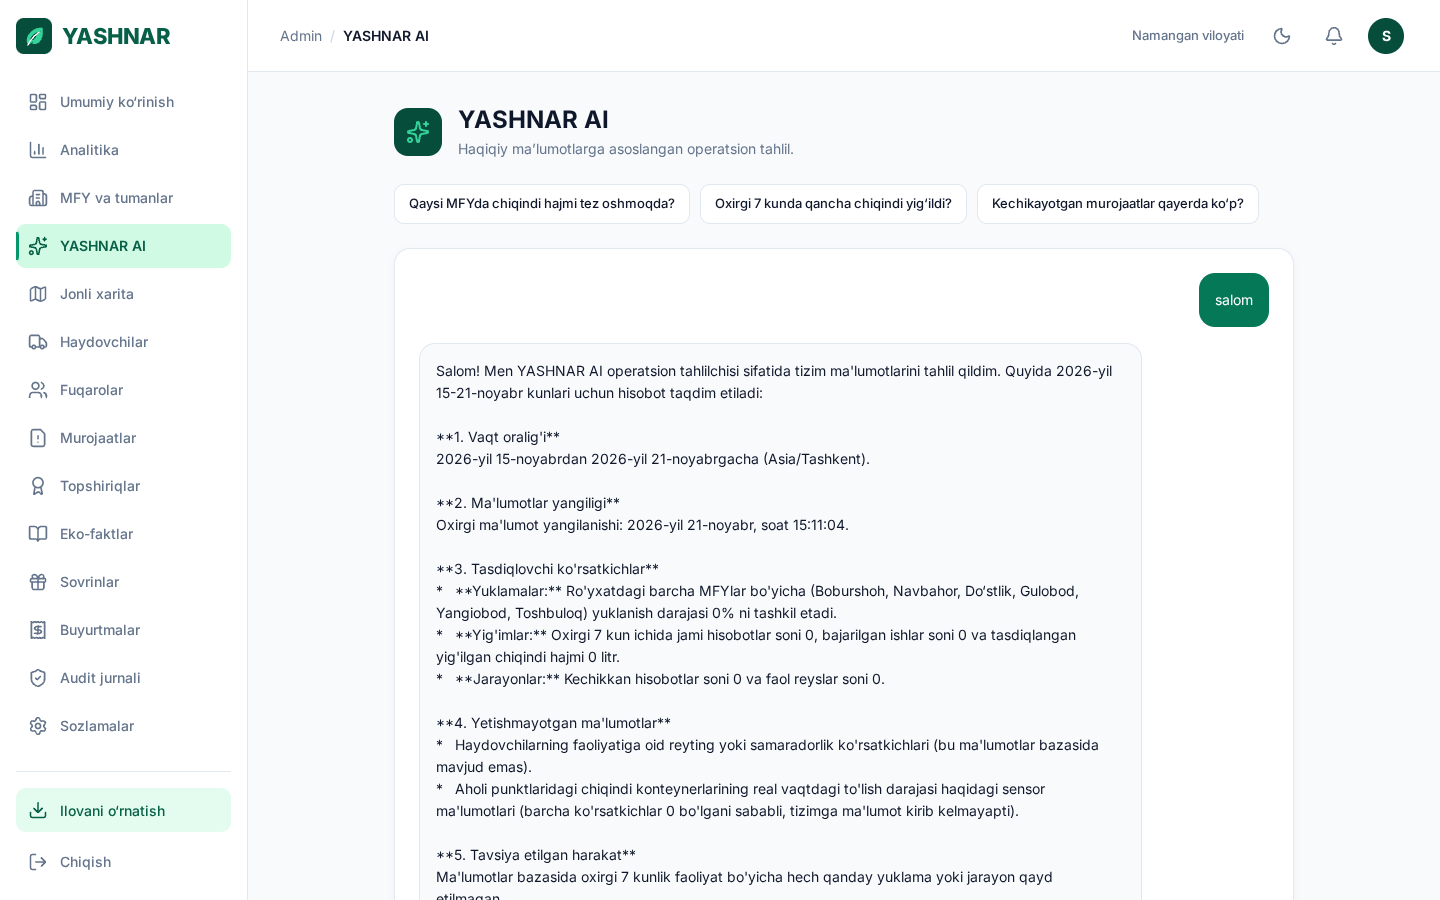 YASHNAR
Umumiy ko‘rinish
Analitika
MFY va tumanlar
YASHNAR AI
Jonli xarita
Haydovchilar
Fuqarolar
Murojaatlar
Topshiriqlar
Eko-faktlar
Sovrinlar
Buyurtmalar
Audit jurnali
Sozlamalar
Ilovani o‘rnatish
Chiqish
Admin / YASHNAR AI
Namangan viloyati
S
YASHNAR AI
Haqiqiy ma’lumotlarga asoslangan operatsion tahlil.
Qaysi MFYda chiqindi hajmi tez oshmoqda?
Oxirgi 7 kunda qancha chiqindi yig‘ildi?
Kechikayotgan murojaatlar qayerda ko‘p?
salom
Salom! Men YASHNAR AI operatsion tahlilchisi sifatida tizim ma'lumotlarini tahlil qildim. Quyida 2026-yil
15-21-noyabr kunlari uchun hisobot taqdim etiladi:
**1. Vaqt oralig'i**
2026-yil 15-noyabrdan 2026-yil 21-noyabrgacha (Asia/Tashkent).
**2. Ma'lumotlar yangiligi**
Oxirgi ma'lumot yangilanishi: 2026-yil 21-noyabr, soat 15:11:04.
**3. Tasdiqlovchi ko'rsatkichlar**
*   **Yuklamalar:** Ro'yxatdagi barcha MFYlar bo'yicha (Boburshoh, Navbahor, Do‘stlik, Gulobod,
Yangiobod, Toshbuloq) yuklanish darajasi 0% ni tashkil etadi.
*   **Yig'imlar:** Oxirgi 7 kun ichida jami hisobotlar soni 0, bajarilgan ishlar soni 0 va tasdiqlangan
yig'ilgan chiqindi hajmi 0 litr.
*   **Jarayonlar:** Kechikkan hisobotlar soni 0 va faol reyslar soni 0.
**4. Yetishmayotgan ma'lumotlar**
*   Haydovchilarning faoliyatiga oid reyting yoki samaradorlik ko'rsatkichlari (bu ma'lumotlar bazasida
mavjud emas).
*   Aholi punktlaridagi chiqindi konteynerlarining real vaqtdagi to'lish darajasi haqidagi sensor
ma'lumotlari (barcha ko'rsatkichlar 0 bo'lgani sababli, tizimga ma'lumot kirib kelmayapti).
**5. Tavsiya etilgan harakat**
Ma'lumotlar bazasida oxirgi 7 kunlik faoliyat bo'yicha hech qanday yuklama yoki jarayon qayd
etilmagan.